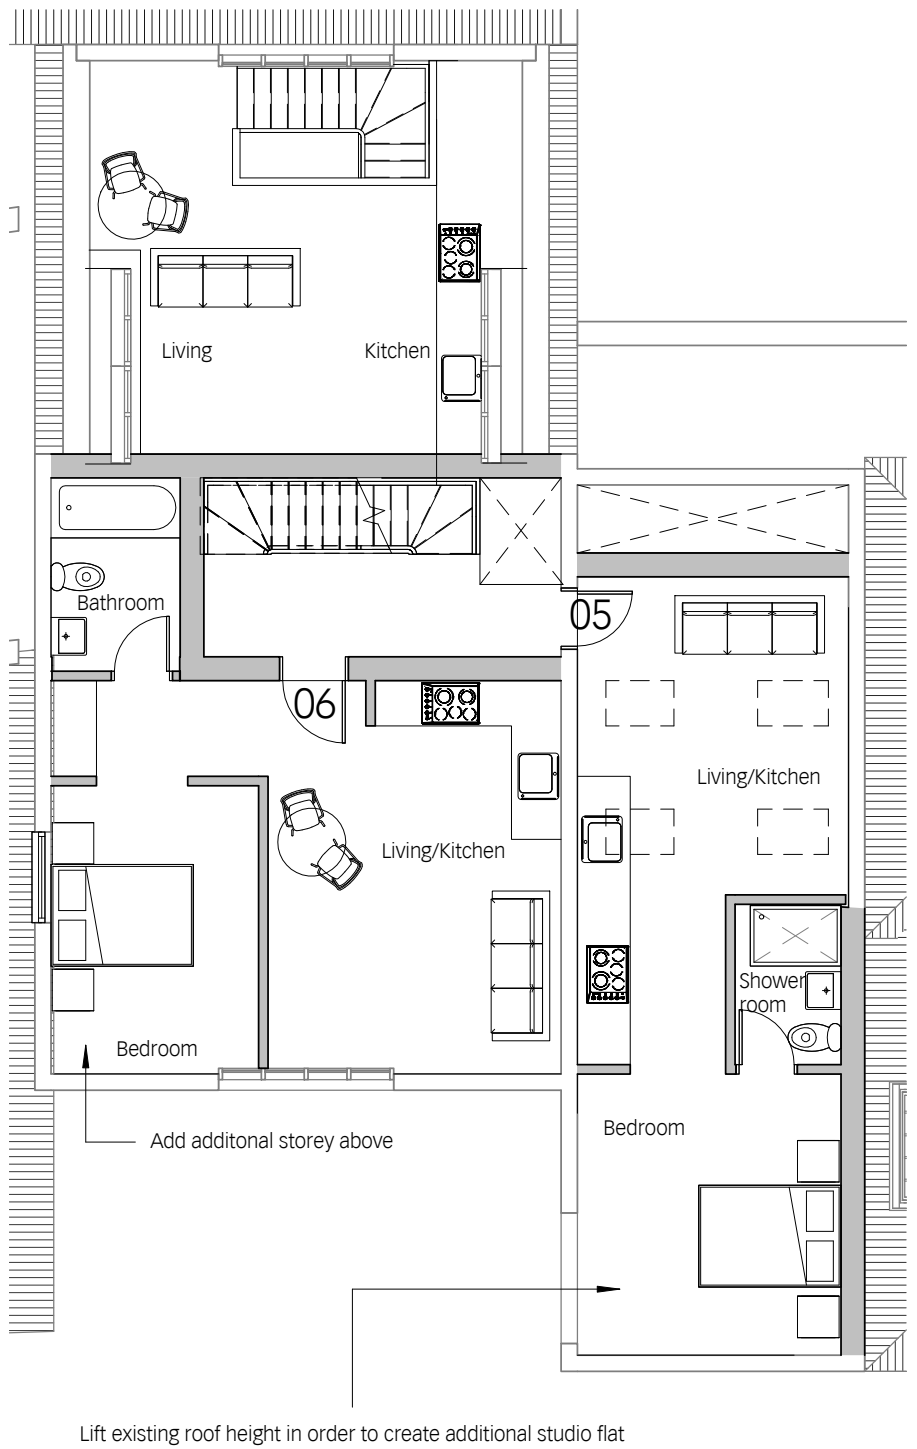 Living
Kitchen
Bathroom
05
06
Living/Kitchen
Living/Kitchen
Shower
room
Bedroom
Bedroom
Add additonal storey above
Lift existing roof height in order to create additional studio flat